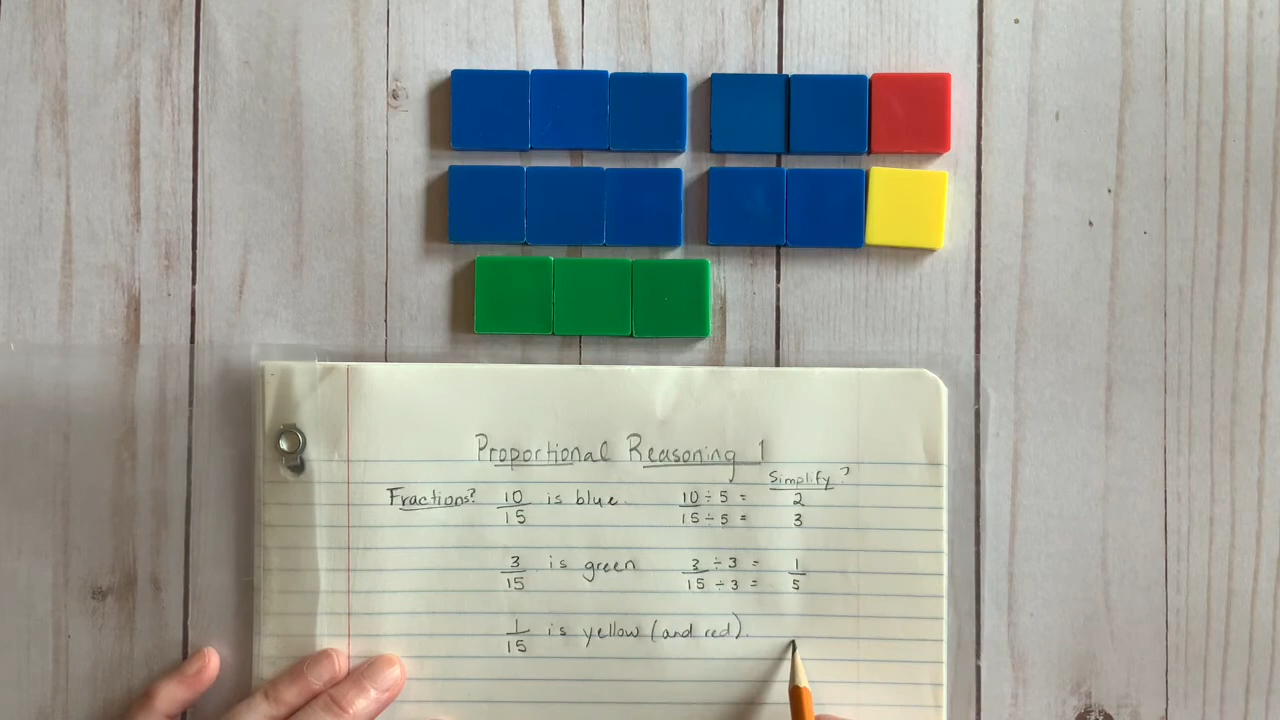 Proportional Reasoning 1
Simplify?
Fractions? 10/15 is blue. 10 ÷ 5 = 2
15 ÷ 5 = 3
3/15 is green 3 ÷ 3 = 1
15 ÷ 3 = 5
1/15 is yellow (and red).